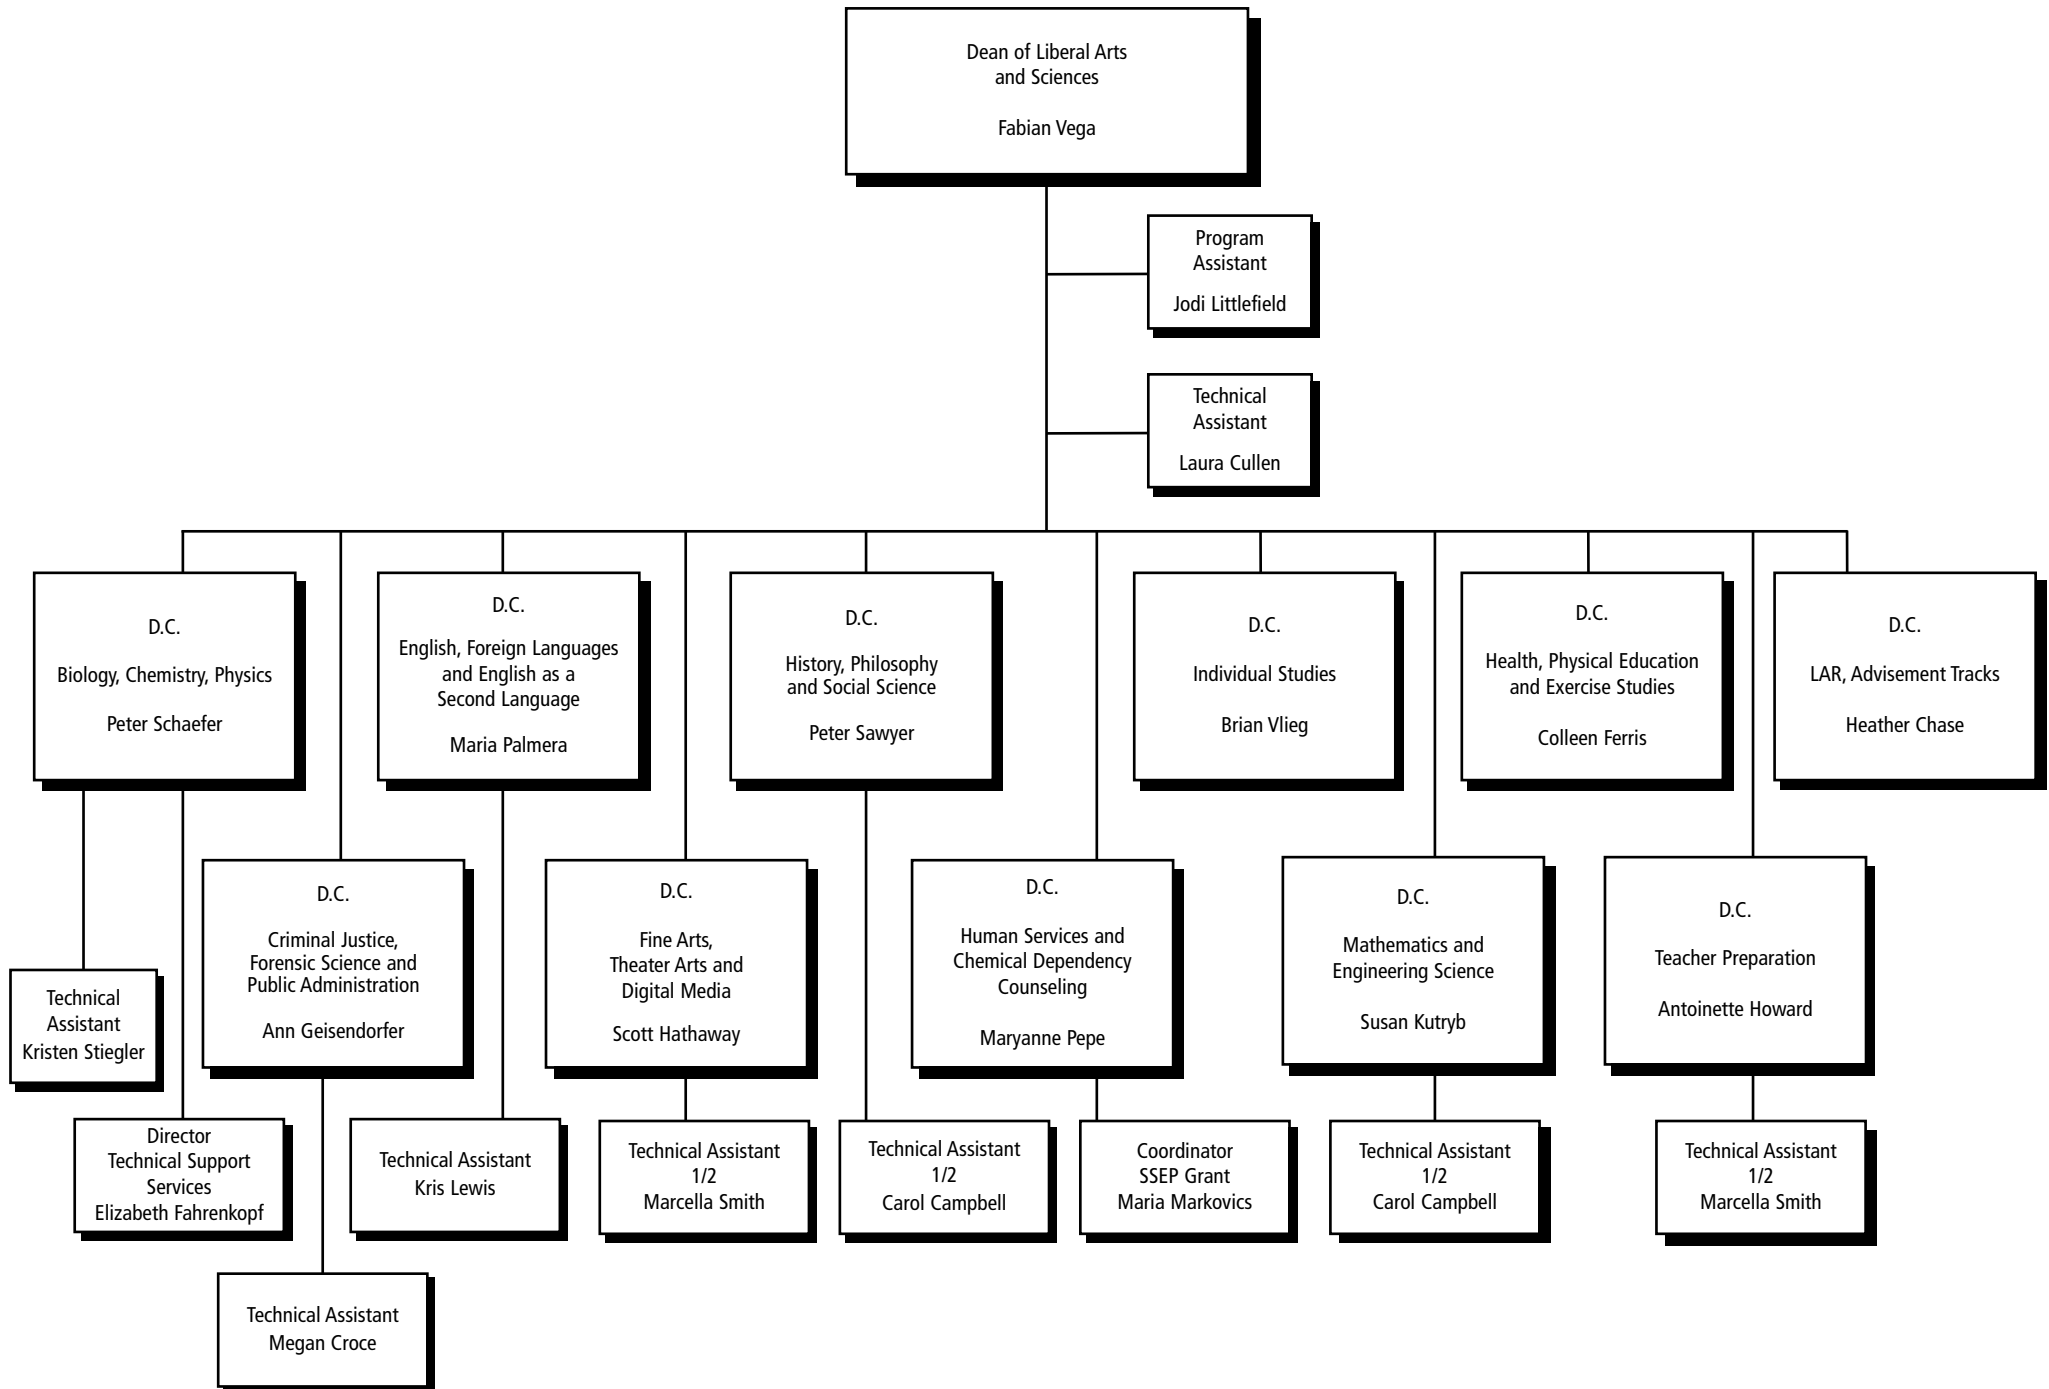 Dean of Liberal Arts
and Sciences
Fabian Vega
Program
Assistant
Jodi Littlefield
Technical
Assistant
Laura Cullen
D.C.
Biology, Chemistry, Physics
Peter Schaefer
D.C.
English, Foreign Languages
and English as a
Second Language
Maria Palmera
D.C.
History, Philosophy
and Social Science
Peter Sawyer
D.C.
Individual Studies
Brian Vlieg
D.C.
Health, Physical Education
and Exercise Studies
Colleen Ferris
D.C.
LAR, Advisement Tracks
Heather Chase
D.C.
Criminal Justice,
Forensic Science and
Public Administration
Ann Geisendorfer
D.C.
Fine Arts,
Theater Arts and
Digital Media
Scott Hathaway
D.C.
Human Services and
Chemical Dependency
Counseling
Maryanne Pepe
D.C.
Mathematics and
Engineering Science
Susan Kutryb
D.C.
Teacher Preparation
Antoinette Howard
Technical
Assistant
Kristen Stiegler
Director
Technical Support
Services
Elizabeth Fahrenkopf
Technical Assistant
Kris Lewis
Technical Assistant
1/2
Marcella Smith
Technical Assistant
1/2
Carol Campbell
Coordinator
SSEP Grant
Maria Markovics
Technical Assistant
1/2
Carol Campbell
Technical Assistant
1/2
Marcella Smith
Technical Assistant
Megan Croce